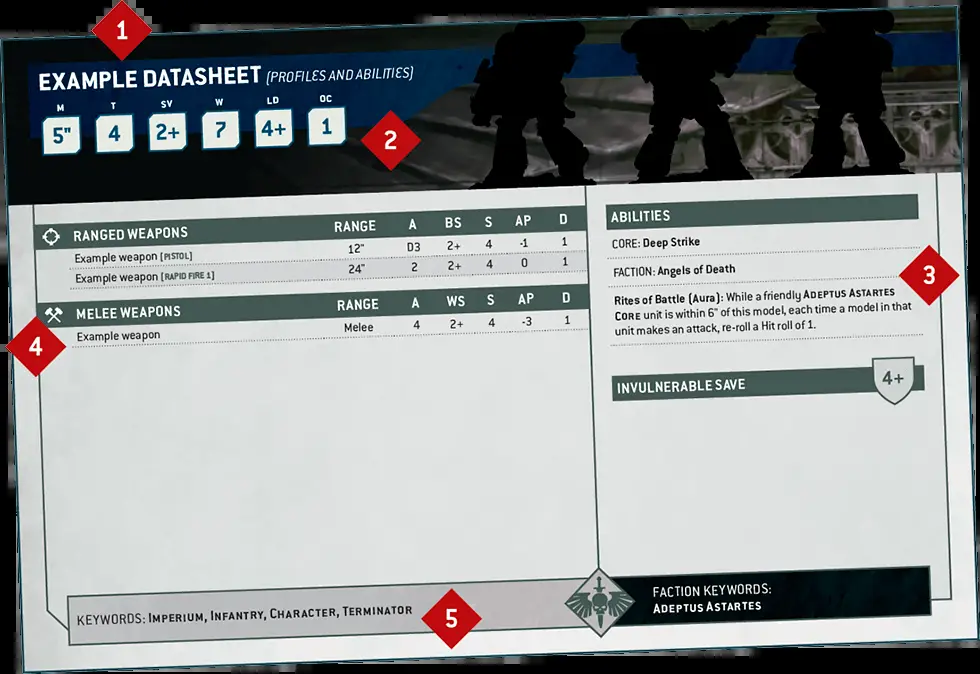 1
EXAMPLE DATASHEET (PROFILES AND ABILITIES)
M T SV W LD OC
5" 4 2+ 7 4+ 1
2
RANGED WEAPONS RANGE A BS S AP D
Example weapon [PISTOL] 12" D3 2+ 4 -1 1
Example weapon [RAPID FIRE 1] 24" 2 2+ 4 0 1
MELEE WEAPONS RANGE A WS S AP D
Example weapon Melee 4 2+ 4 -3 1
4
ABILITIES
CORE: Deep Strike
FACTION: Angels of Death
3
Rites of Battle (Aura): While a friendly ADEPTUS ASTARTES
CORE unit is within 6" of this model, each time a model in that
unit makes an attack, re-roll a Hit roll of 1.
INVULNERABLE SAVE 4+
KEYWORDS: IMPERIUM, INFANTRY, CHARACTER, TERMINATOR
5
FACTION KEYWORDS:
ADEPTUS ASTARTES